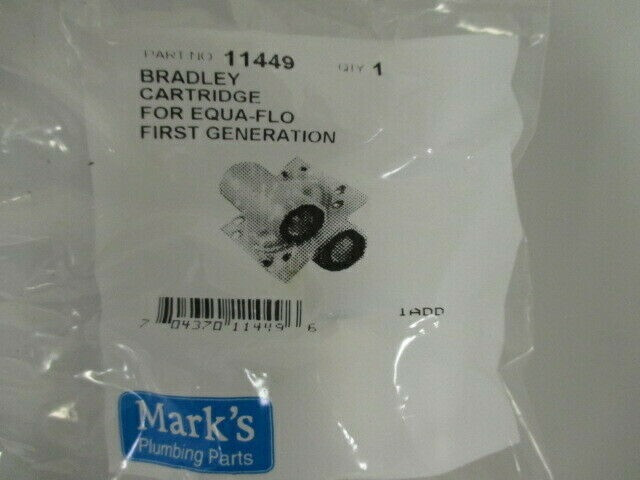 PART NO 11449 QTY 1
BRADLEY
CARTRIDGE
FOR EQUA-FLO
FIRST GENERATION
7 04370 11449 6
1ADD
Mark's
Plumbing Parts